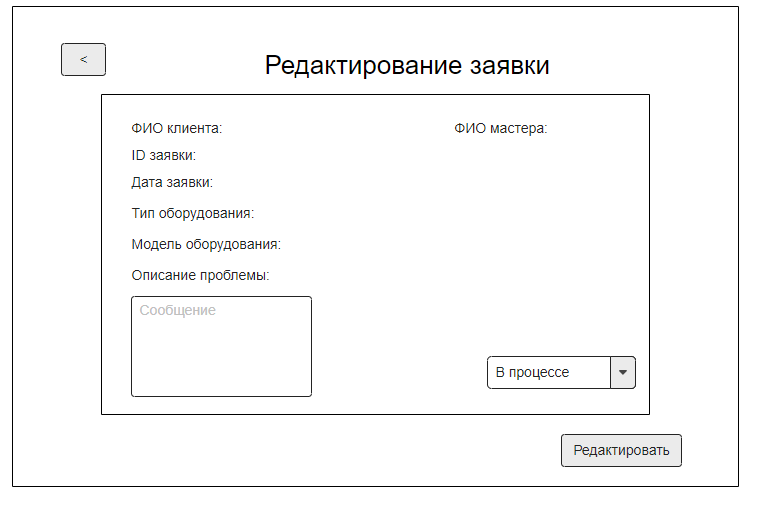 <
Редактирование заявки
ФИО клиента:
ФИО мастера:
ID заявки:
Дата заявки:
Тип оборудования:
Модель оборудования:
Описание проблемы:
Сообщение
В процессе
Редактировать